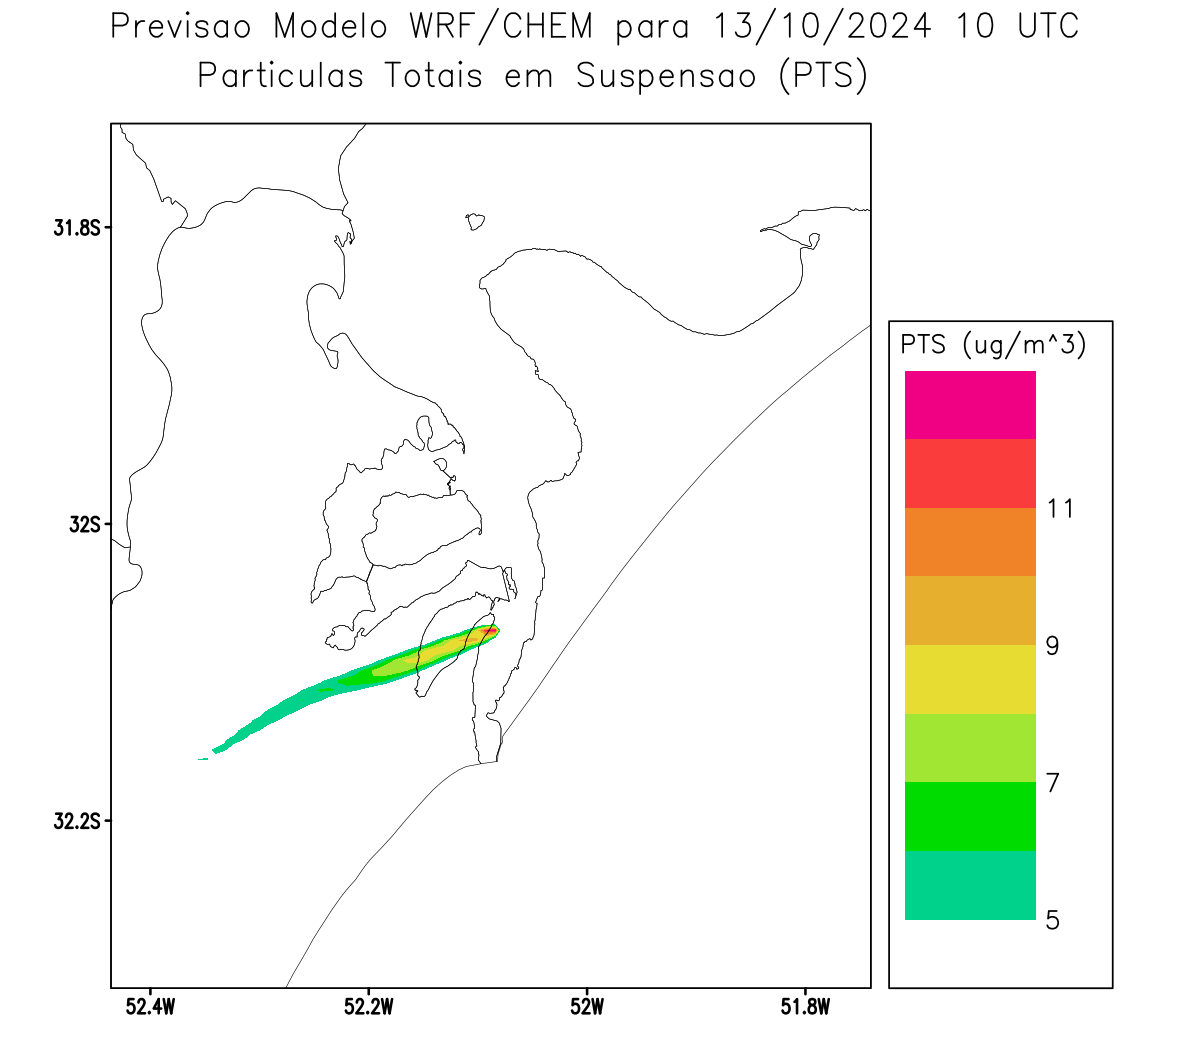 Previsao Modelo WRF/CHEM para 13/10/2024 10 UTC
Particulas Totais em Suspensao (PTS)
31.8S
32S
32.2S
52.4W
52.2W
52W
51.8W
PTS (ug/m^3)
11
9
7
5